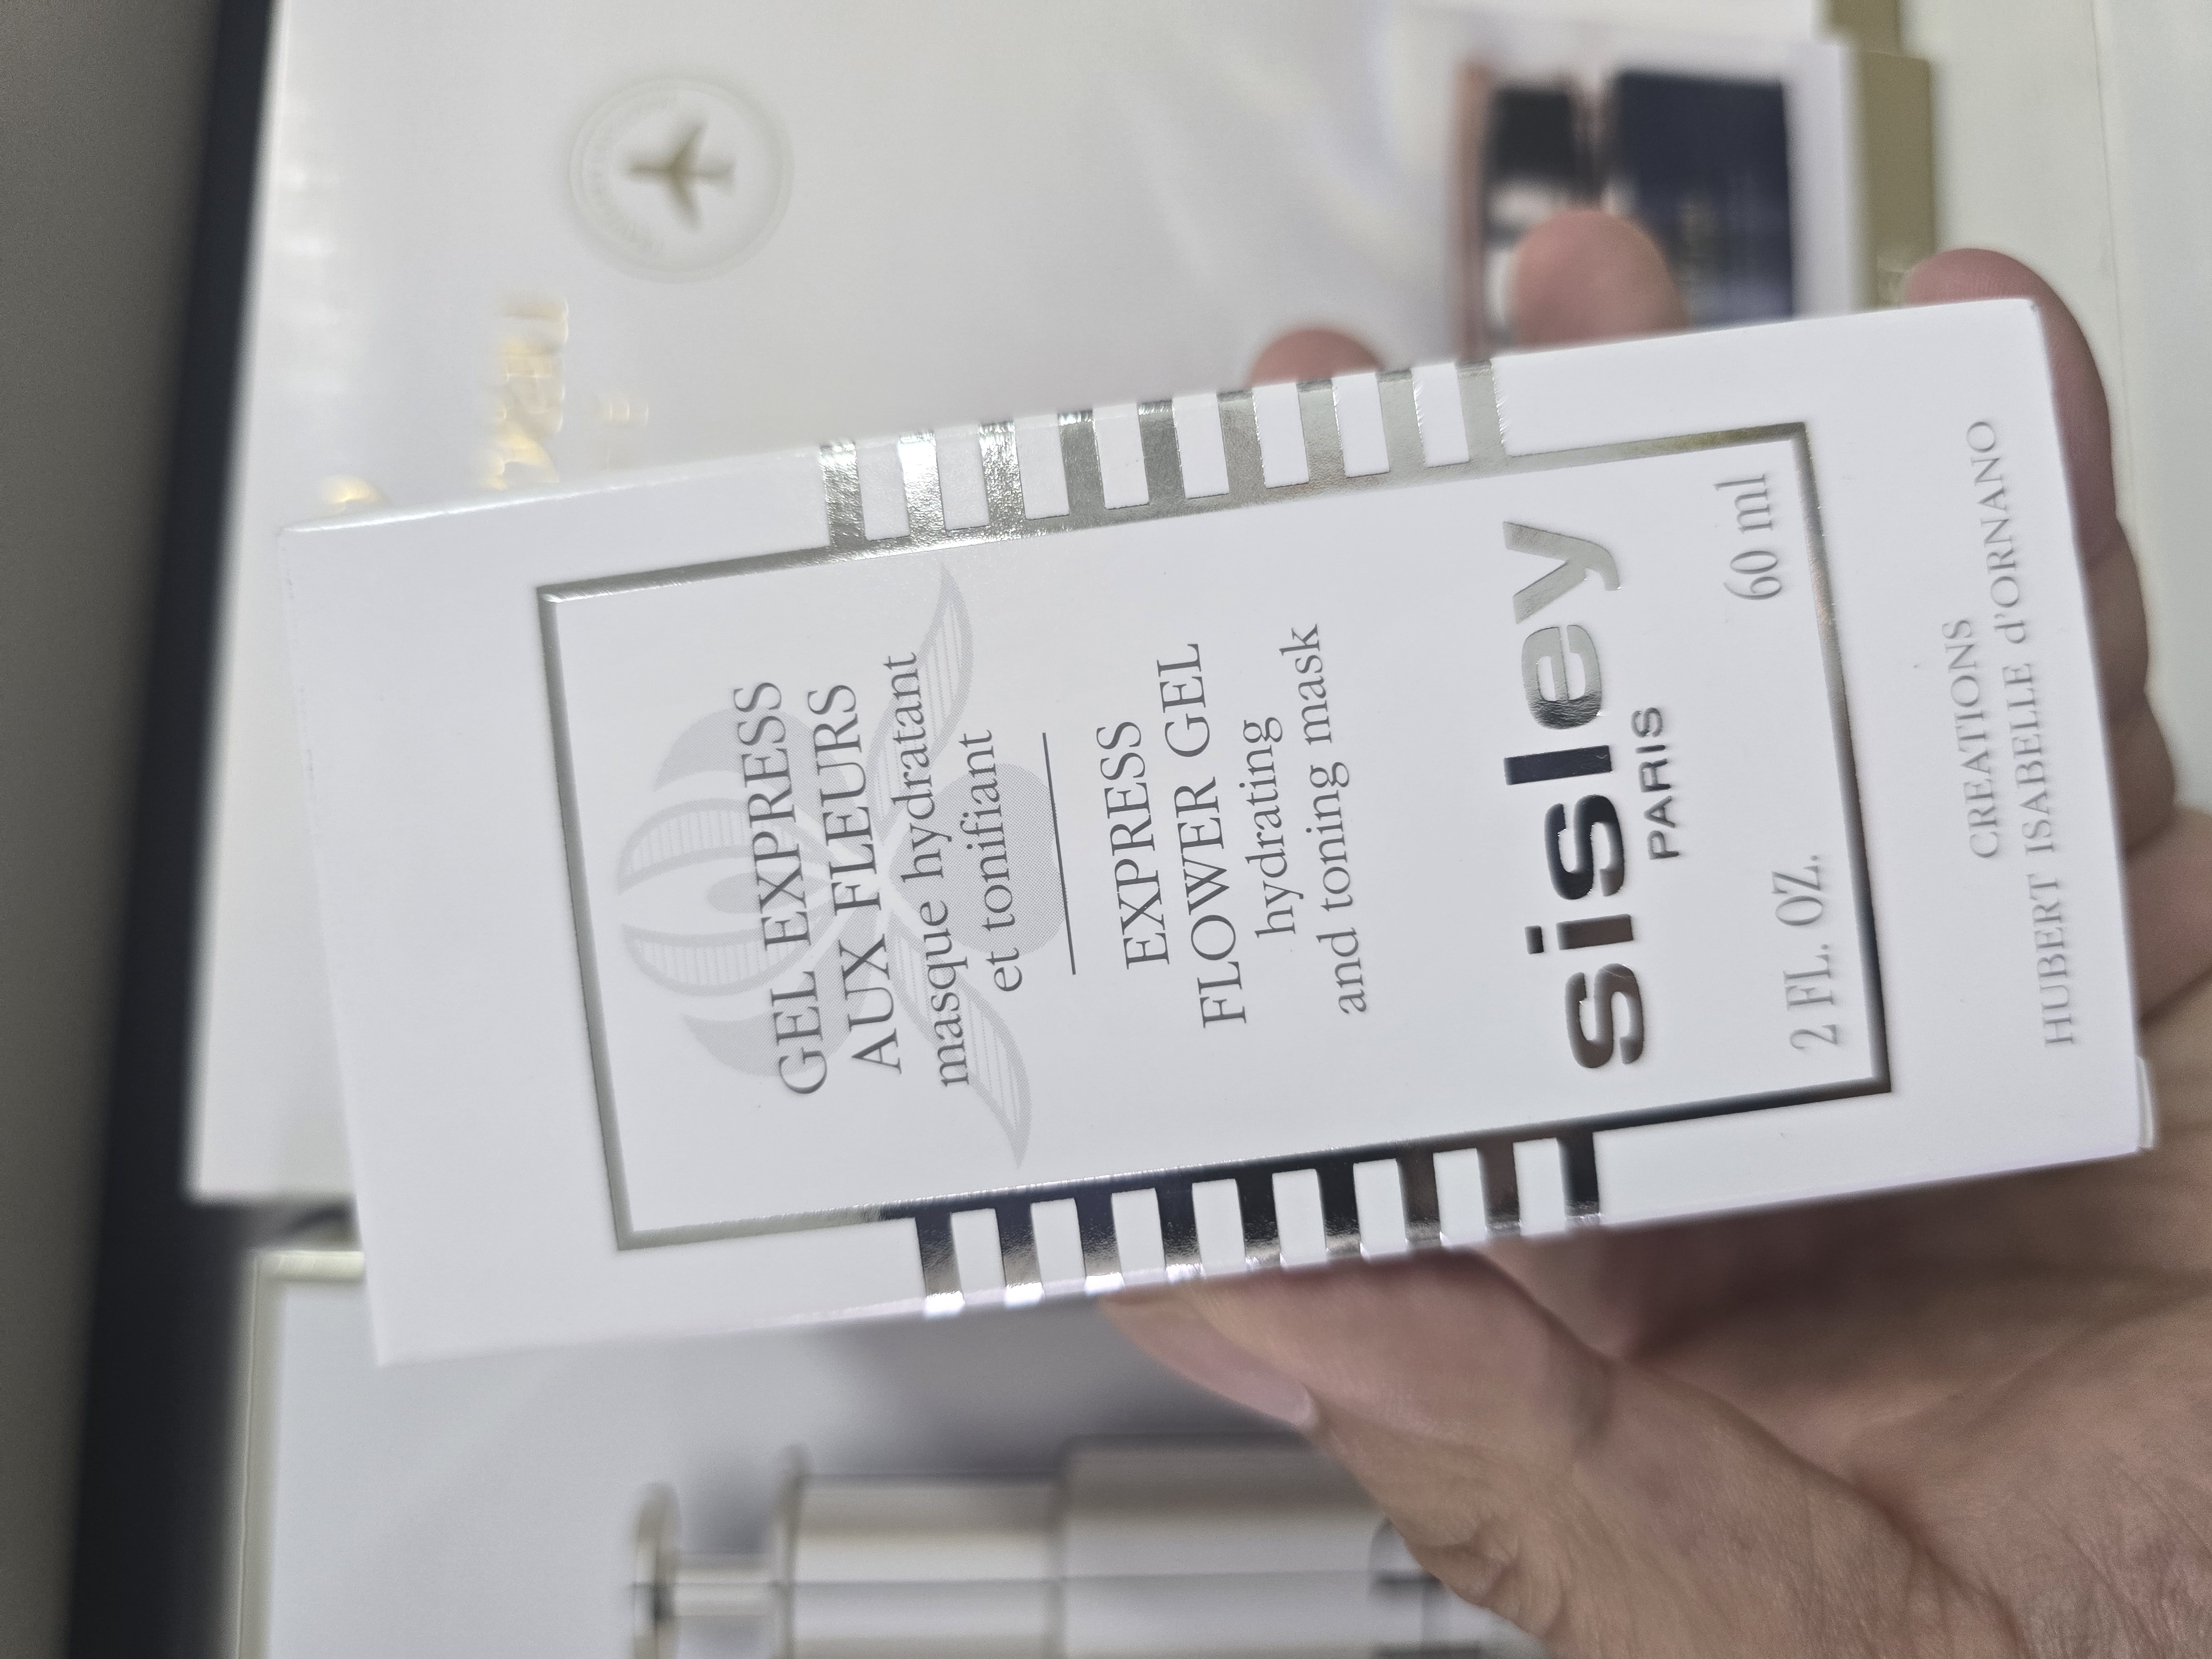 GEL EXPRESS
AUX FLEURS
masque hydratant
et tonifiant
EXPRESS
FLOWER GEL
hydrating
and toning mask
sisley
PARIS
2 FL. OZ. 60 ml
CREATIONS
HUBERT ISABELLE d'ORNANO